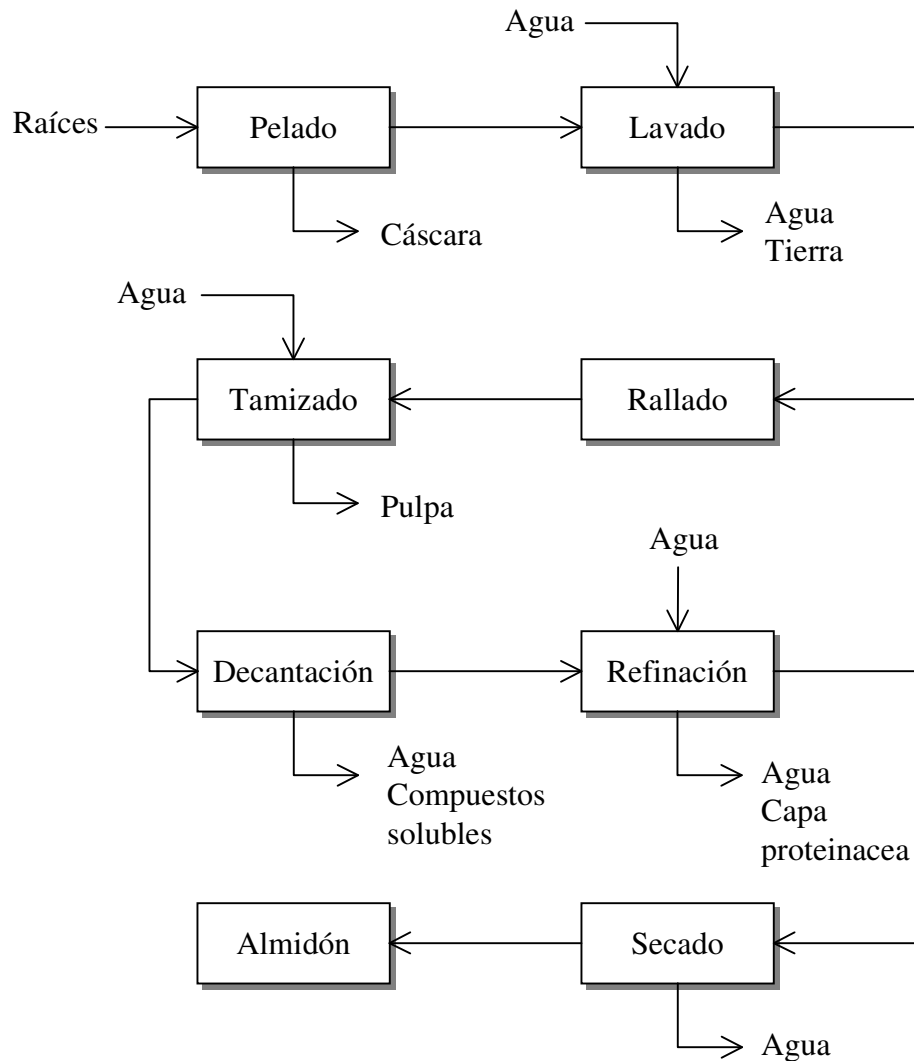 Agua
Raíces
Pelado
Lavado
Cáscara
Agua
Tierra
Agua
Tamizado
Rallado
Pulpa
Agua
Decantación
Refinación
Agua
Compuestos
solubles
Agua
Capa
proteinacea
Almidón
Secado
Agua